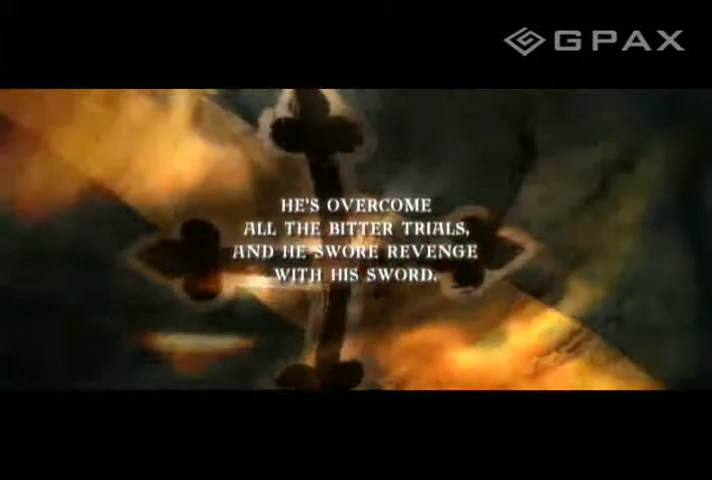 GPAX
HE'S OVERCOME
ALL THE BITTER TRIALS,
AND HE SWORE REVENGE
WITH HIS SWORD.